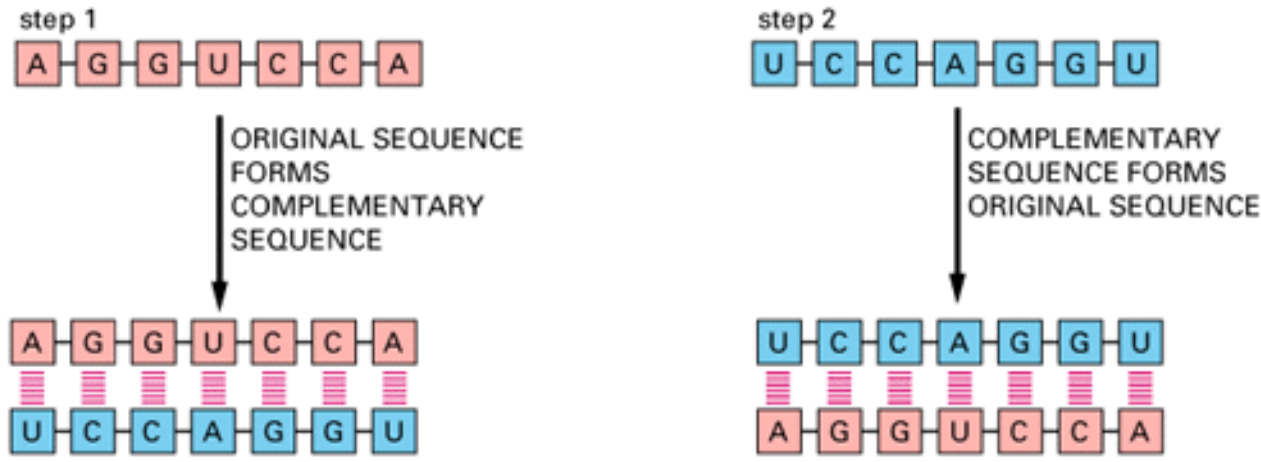 step 1
A G G U C C A
ORIGINAL SEQUENCE
FORMS
COMPLEMENTARY
SEQUENCE
A G G U C C A
U C C A G G U
step 2
U C C A G G U
COMPLEMENTARY
SEQUENCE FORMS
ORIGINAL SEQUENCE
U C C A G G U
A G G U C C A